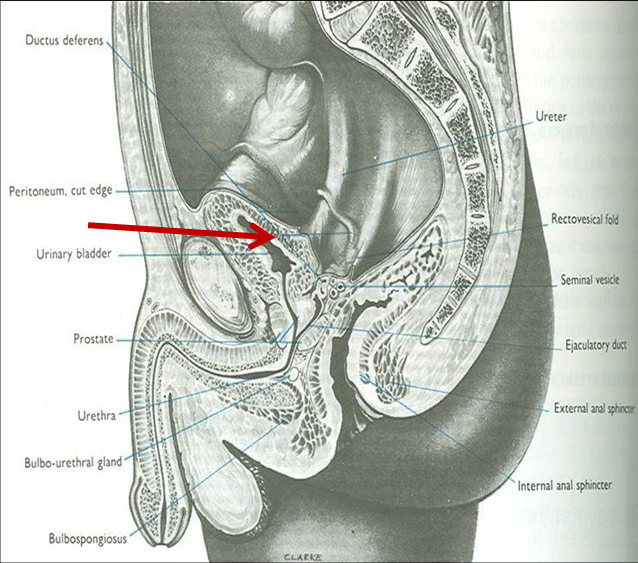 Ductus deferens
Ureter
Peritoneum, cut edge
Rectovesical fold
Urinary bladder
Seminal vesicle
Prostate
Ejaculatory duct
Urethra
External anal sphincter
Bulbo-urethral gland
Internal anal sphincter
Bulbospongiosus
CLARKE